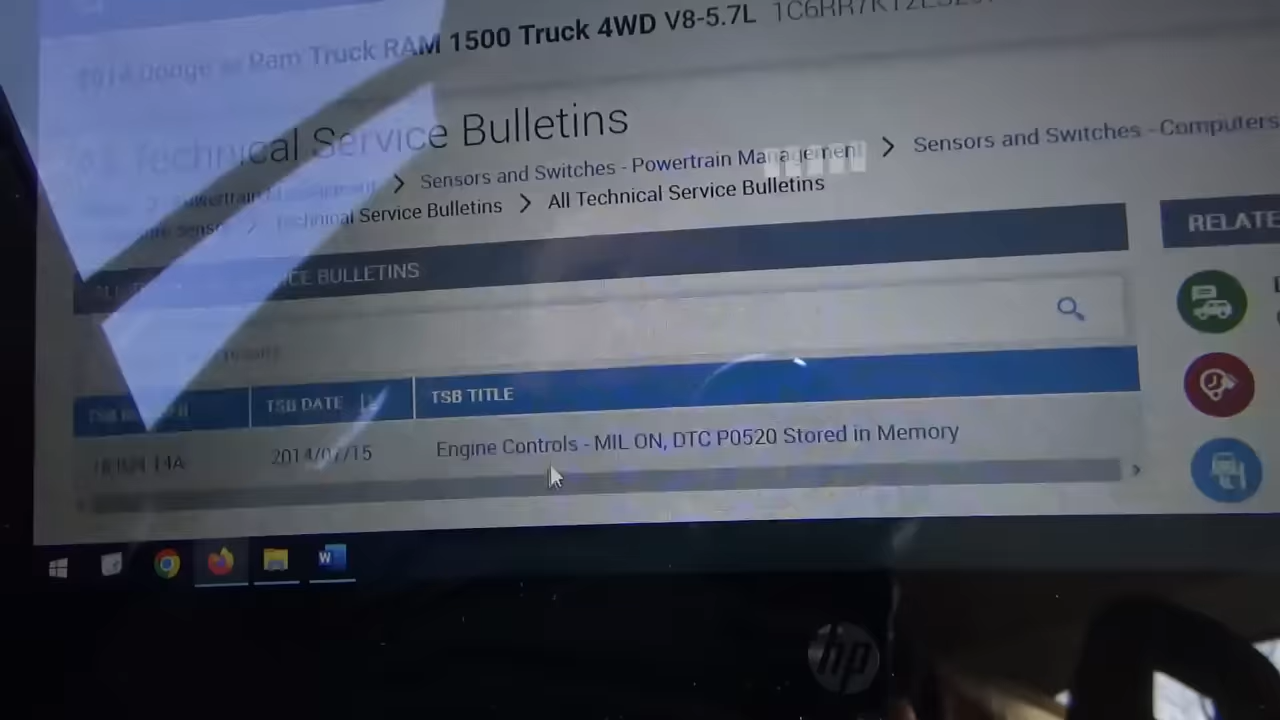 Ram Truck RAM 1500 Truck 4WD V8-5.7L
Technical Service Bulletins
Sensors and Switches - Powertrain Management > Sensors and Switches - Computers
Technical Service Bulletins > All Technical Service Bulletins
BULLETINS
RELATE
TSB DATE TSB TITLE
Engine Controls - MIL ON, DTC P0520 Stored in Memory
hp